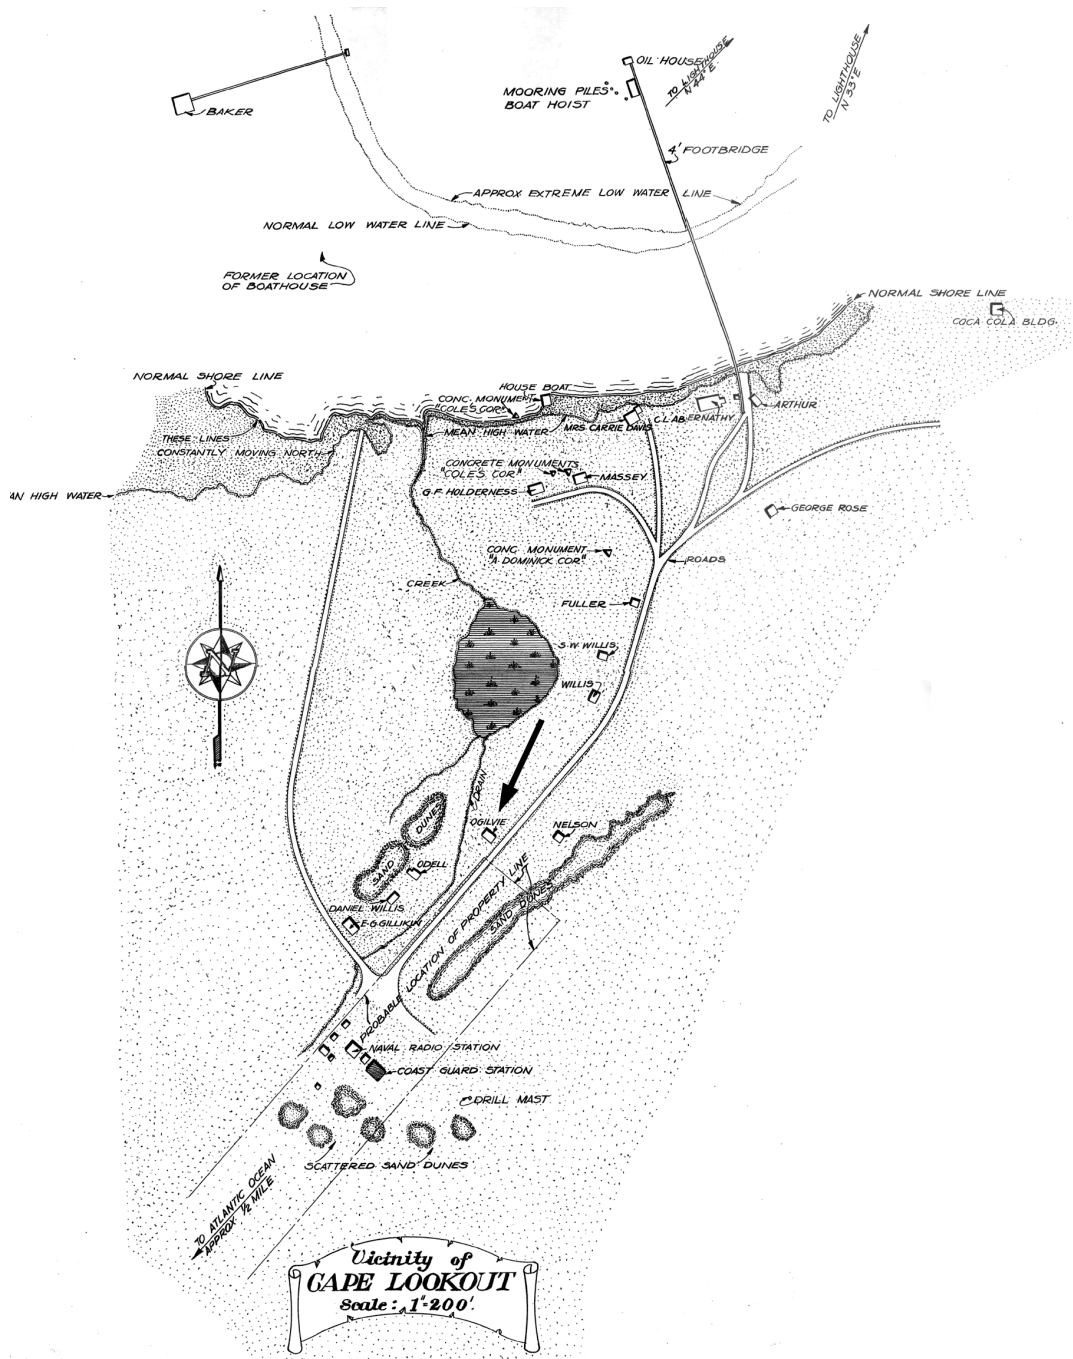 OIL HOUSE
TO LIGHTHOUSE
N 44° E.
TO LIGHTHOUSE
N 33° E
MOORING PILES
BOAT HOIST
BAKER
4' FOOTBRIDGE
APPROX EXTREME LOW WATER LINE
NORMAL LOW WATER LINE
FORMER LOCATION
OF BOATHOUSE
NORMAL SHORE LINE
COCA COLA BLDG.
NORMAL SHORE LINE
HOUSE BOAT
CONC. MONUMENT
"COLE'S COR."
ARTHUR
C.L. ABERNATHY
MRS CARRIE DAVIS
MEAN HIGH WATER
THESE LINES
CONSTANTLY MOVING NORTH
CONCRETE MONUMENTS
"COLE'S COR."
MASSEY
G.F. HOLDERNESS
AN HIGH WATER
GEORGE ROSE
CONC. MONUMENT
"A. DOMINICK COR."
ROADS
CREEK
FULLER
S.W. WILLIS
WILLIS
N
DRAIN
OGILVIE
NELSON
SAND DUNES
ODELL
DANIEL WILLIS
E.G. GILLIKIN
SAND DUNES
PROBABLE LOCATION OF PROPERTY LINE
NAVAL RADIO STATION
COAST GUARD STATION
DRILL MAST
SCATTERED SAND DUNES
TO ATLANTIC OCEAN
APPROX. 1/2 MILE
Vicinity of
CAPE LOOKOUT
Scale: 1"=200'.